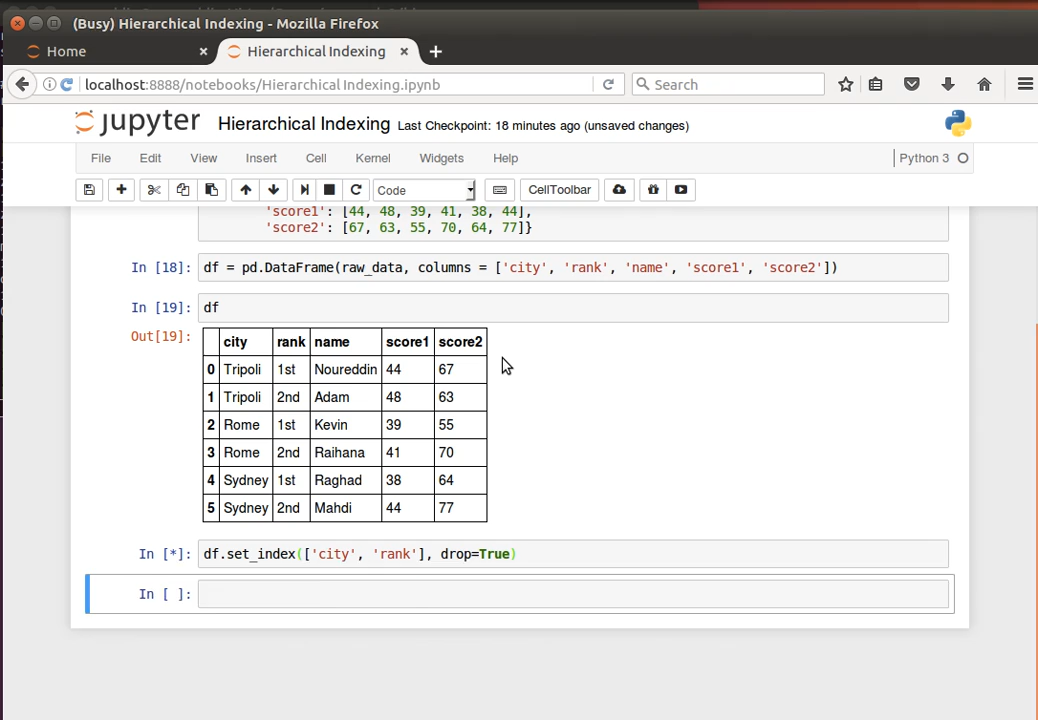 (Busy) Hierarchical Indexing - Mozilla Firefox
Home × Hierarchical Indexing × +
localhost:8888/notebooks/Hierarchical Indexing.ipynb Search
jupyter Hierarchical Indexing Last Checkpoint: 18 minutes ago (unsaved changes)
File Edit View Insert Cell Kernel Widgets Help Python 3
Code CellToolbar
'score1': [44, 48, 39, 41, 38, 44],
'score2': [67, 63, 55, 70, 64, 77]}
In [18]: df = pd.DataFrame(raw_data, columns = ['city', 'rank', 'name', 'score1', 'score2'])
In [19]: df
Out[19]:
city rank name score1 score2
0 Tripoli 1st Noureddin 44 67
1 Tripoli 2nd Adam 48 63
2 Rome 1st Kevin 39 55
3 Rome 2nd Raihana 41 70
4 Sydney 1st Raghad 38 64
5 Sydney 2nd Mahdi 44 77
In [*]: df.set_index(['city', 'rank'], drop=True)
In [ ]: